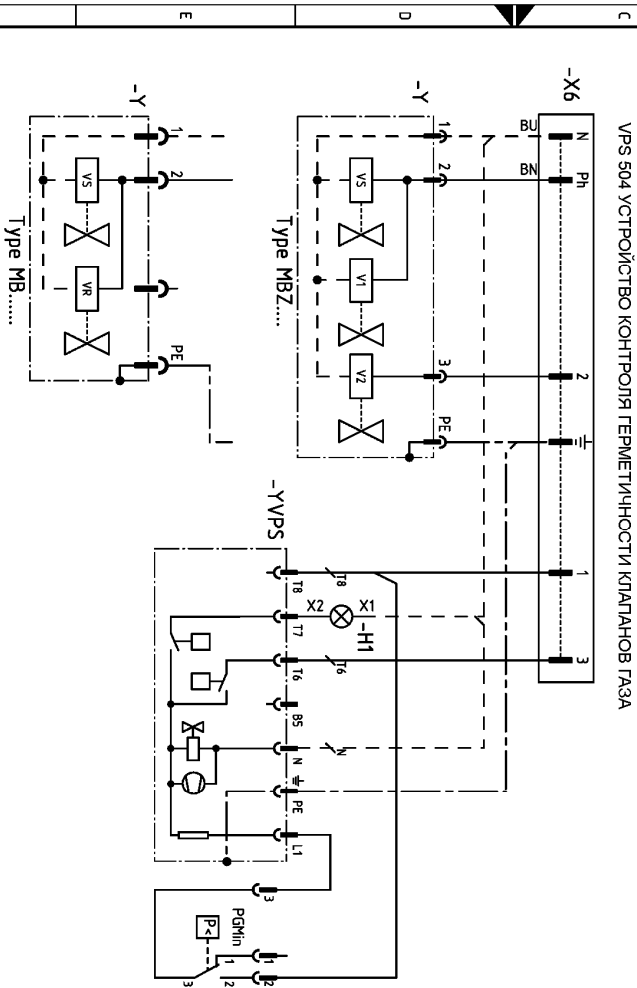 C
D
E
VPS 504 УСТРОЙСТВО КОНТРОЛЯ ГЕРМЕТИЧНОСТИ КЛАПАНОВ ГАЗА
-X6
N
Ph
2
1
3
BU
BN
-Y
1
2
3
PE
VS
V1
V2
Type MBZ....
-Y
1
2
PE
VS
VR
Type MB......
-YVPS
T8
T7
T6
B5
N
PE
L1
T8
X2
X1
-H1
T6
N
3
PGMin
P<
1
2
1
2
3